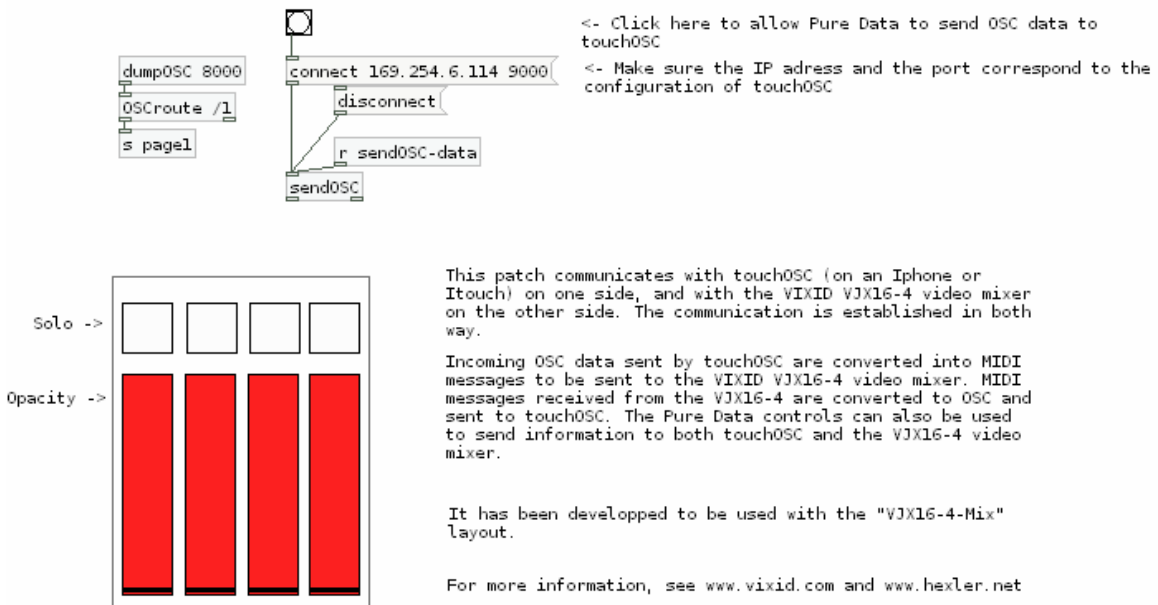 <- Click here to allow Pure Data to send OSC data to
touchOSC
dumpOSC 8000
connect 169.254.6.114 9000
<- Make sure the IP adress and the port correspond to the
configuration of touchOSC
OSCroute /1
disconnect
s page1
r sendOSC-data
sendOSC
This patch communicates with touchOSC (on an Iphone or
Itouch) on one side, and with the VIXID VJX16-4 video mixer
on the other side. The communication is established in both
way.
Solo ->
Incoming OSC data sent by touchOSC are converted into MIDI
messages to be sent to the VIXID VJX16-4 video mixer. MIDI
messages received from the VJX16-4 are converted to OSC and
sent to touchOSC. The Pure Data controls can also be used
to send information to both touchOSC and the VJX16-4 video
mixer.
Opacity ->
It has been developped to be used with the "VJX16-4-Mix"
layout.
For more information, see www.vixid.com and www.hexler.net